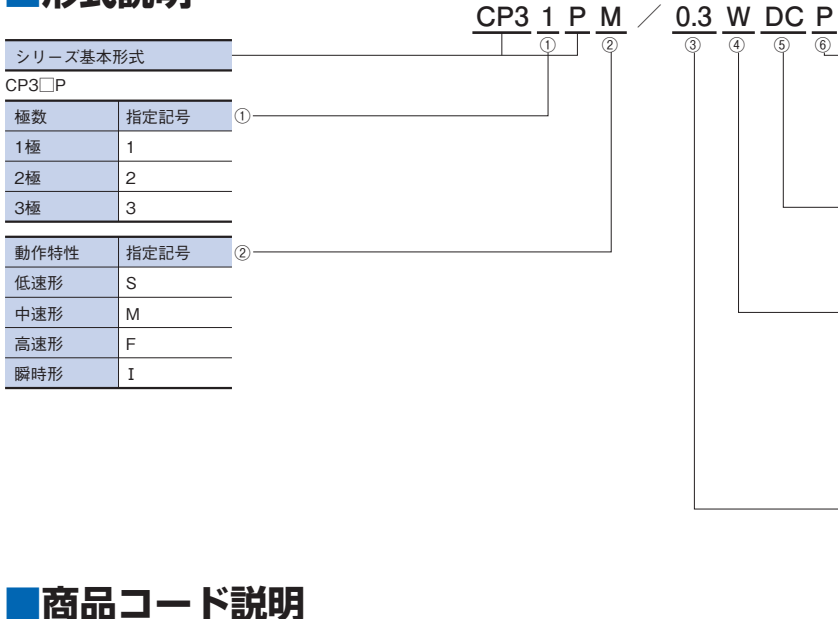 ■形式説明
CP3 1 P M ／ 0.3 W DC P
① ② ③ ④ ⑤ ⑥
シリーズ基本形式
CP3□P
極数 指定記号 ①
1極 1
2極 2
3極 3
動作特性 指定記号 ②
低速形 S
中速形 M
高速形 F
瞬時形 I
■商品コード説明